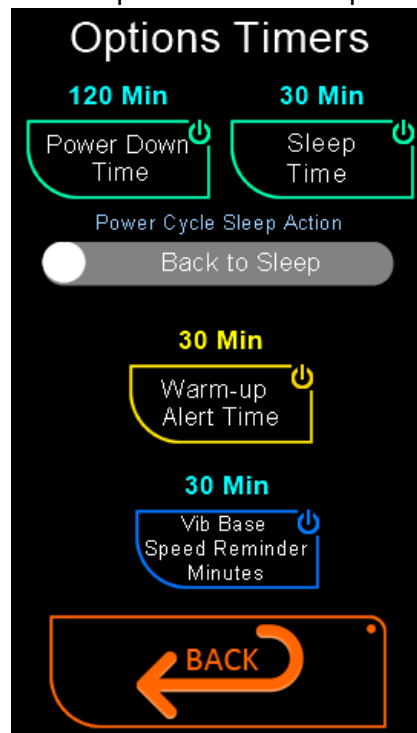 Options Timers
120 Min
30 Min
Power Down
Time
Sleep
Time
Power Cycle Sleep Action
Back to Sleep
30 Min
Warm-up
Alert Time
30 Min
Vib Base
Speed Reminder
Minutes
BACK